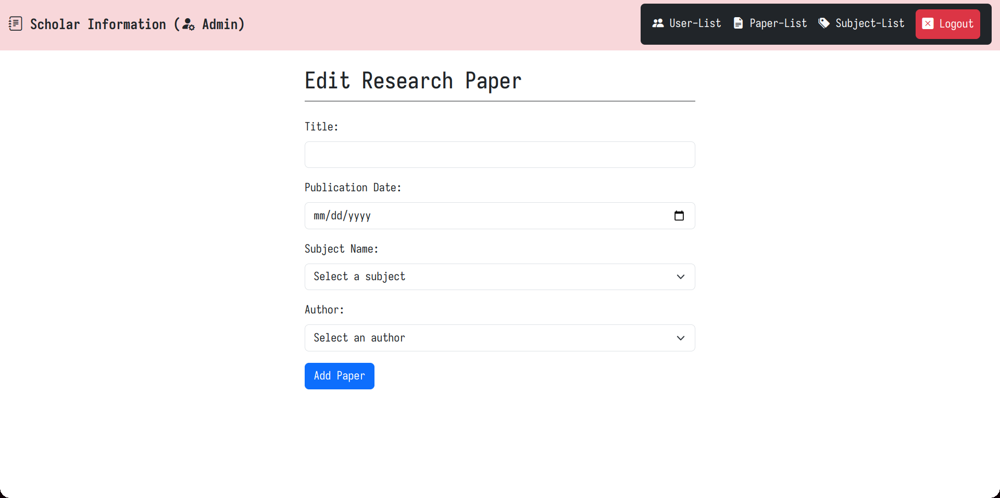 Scholar Information ( Admin)
User-List
Paper-List
Subject-List
Logout
Edit Research Paper
Title:
Publication Date:
mm/dd/yyyy
Subject Name:
Select a subject
Author:
Select an author
Add Paper